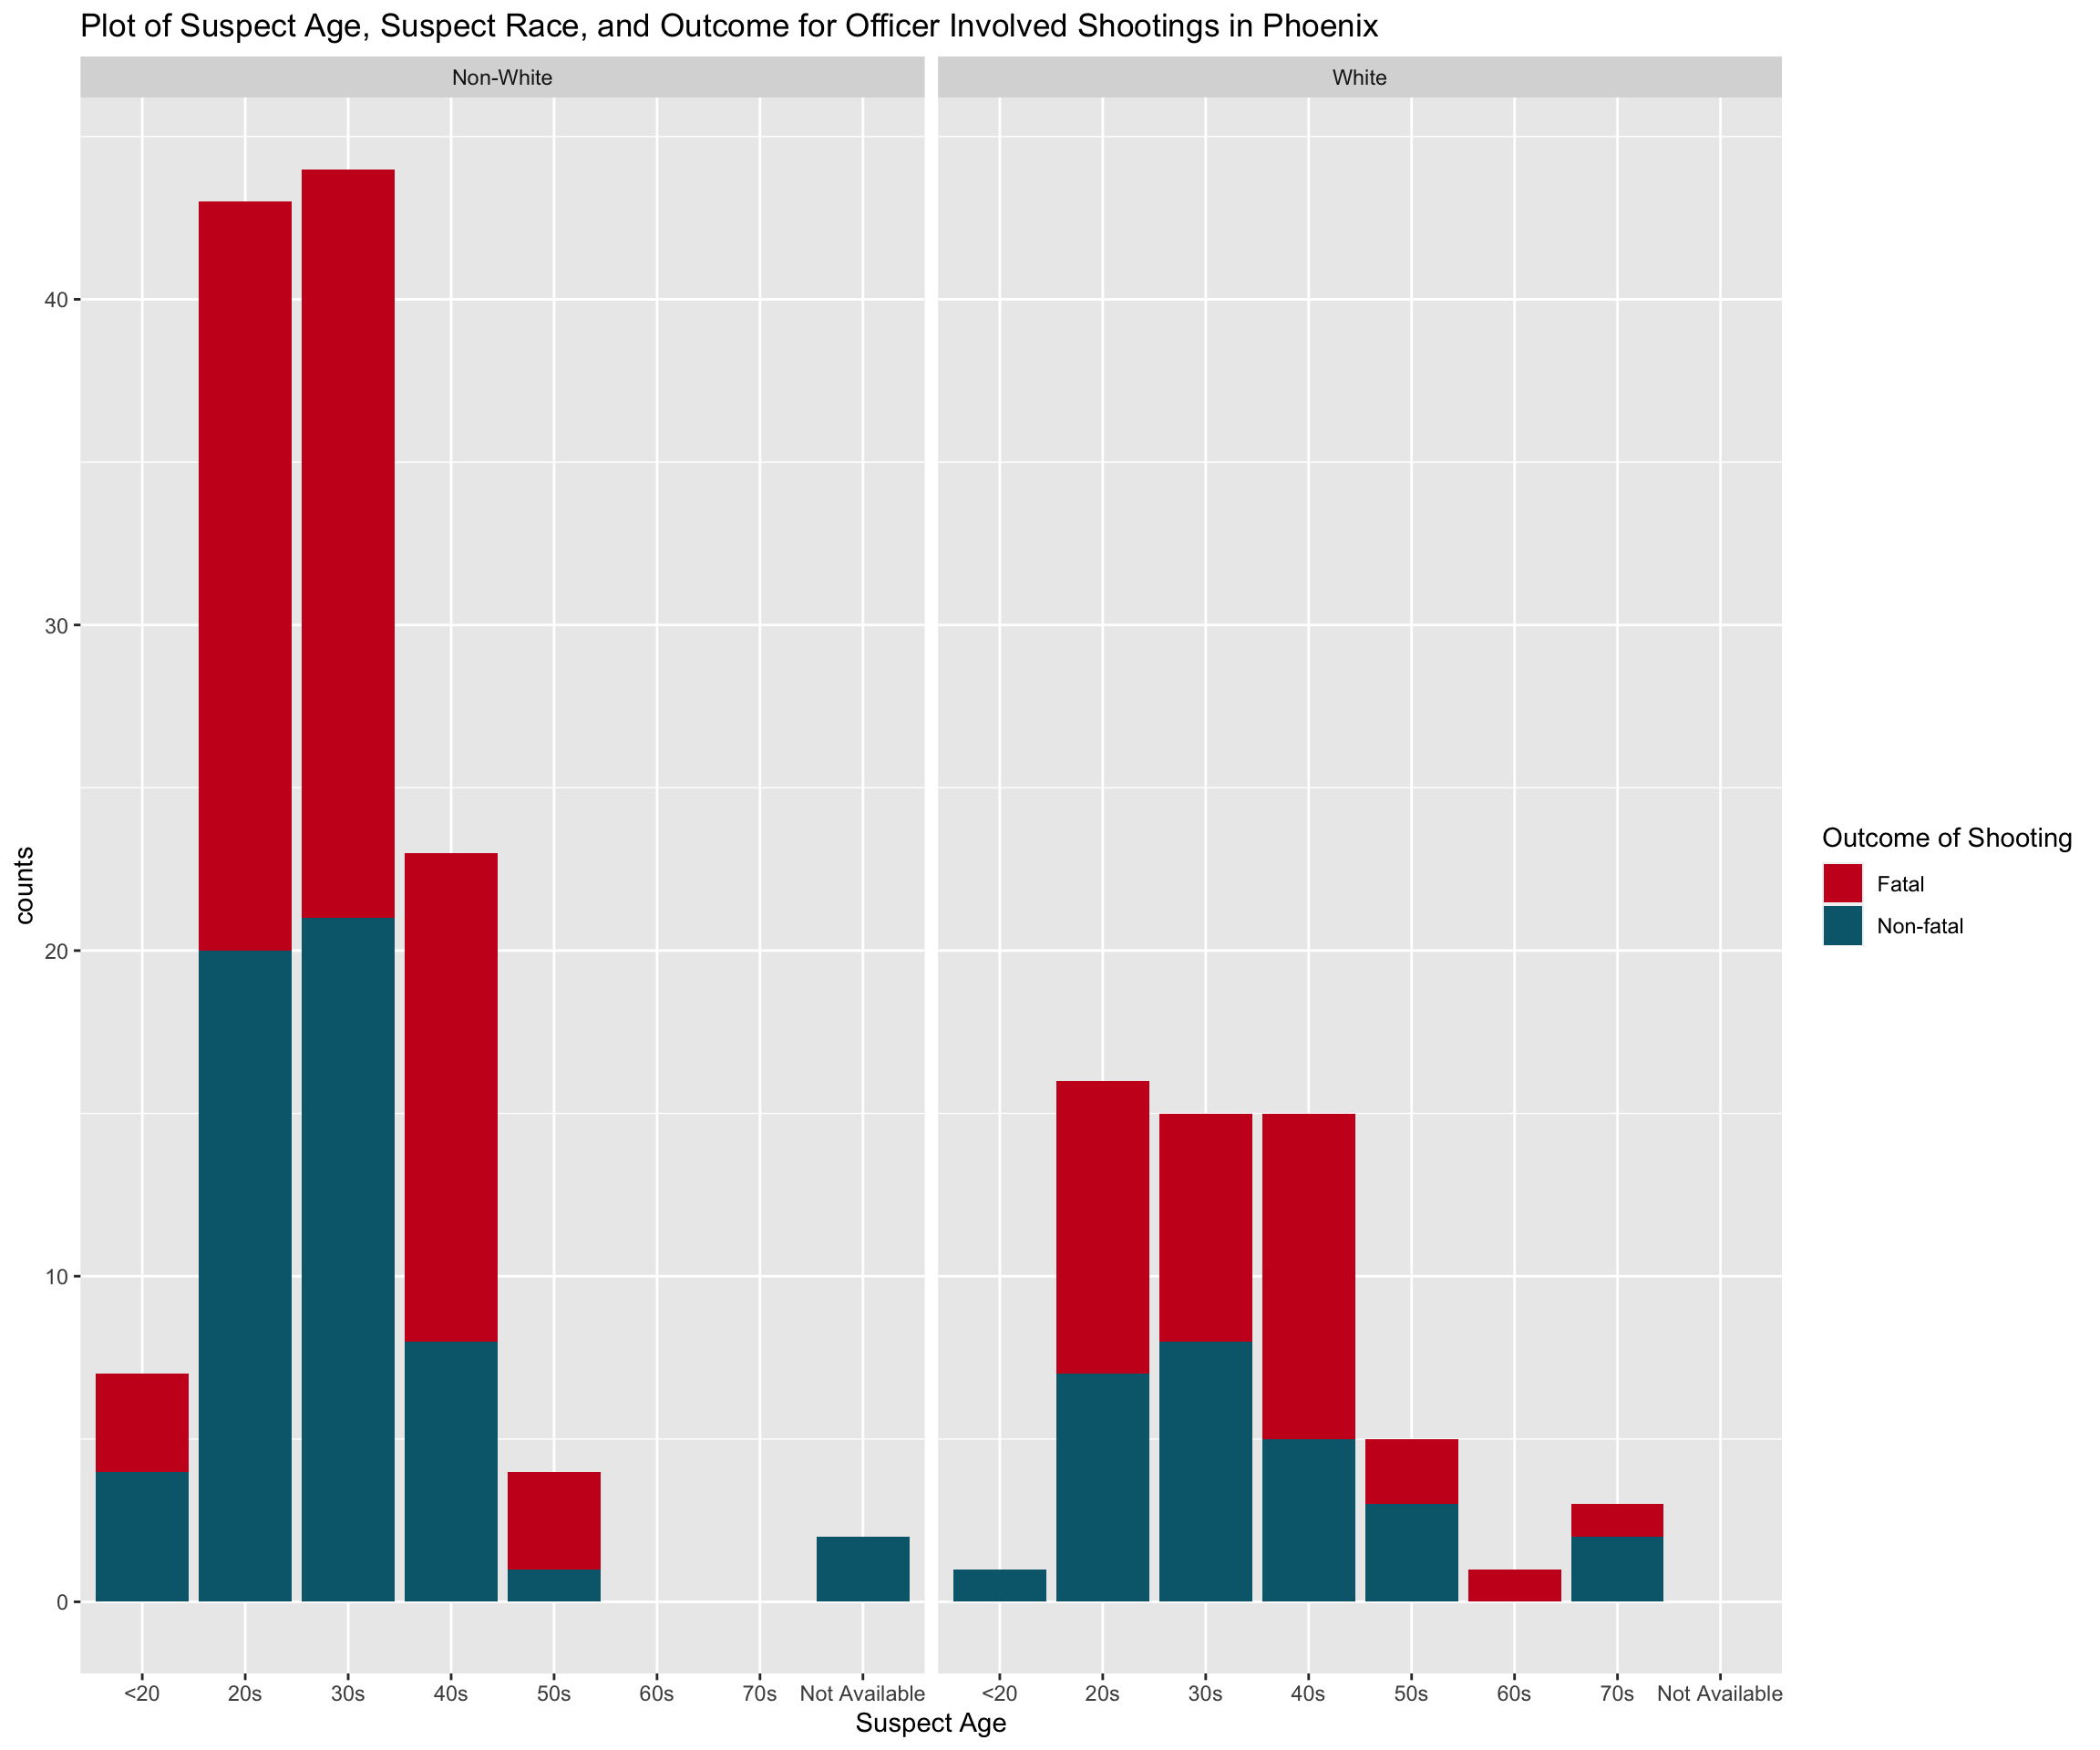 Plot of Suspect Age, Suspect Race, and Outcome for Officer Involved Shootings in Phoenix
Non-White
White
40
30
20
10
0
counts
<20 20s 30s 40s 50s 60s 70s Not Available
<20 20s 30s 40s 50s 60s 70s Not Available
Suspect Age
Outcome of Shooting
Fatal
Non-fatal